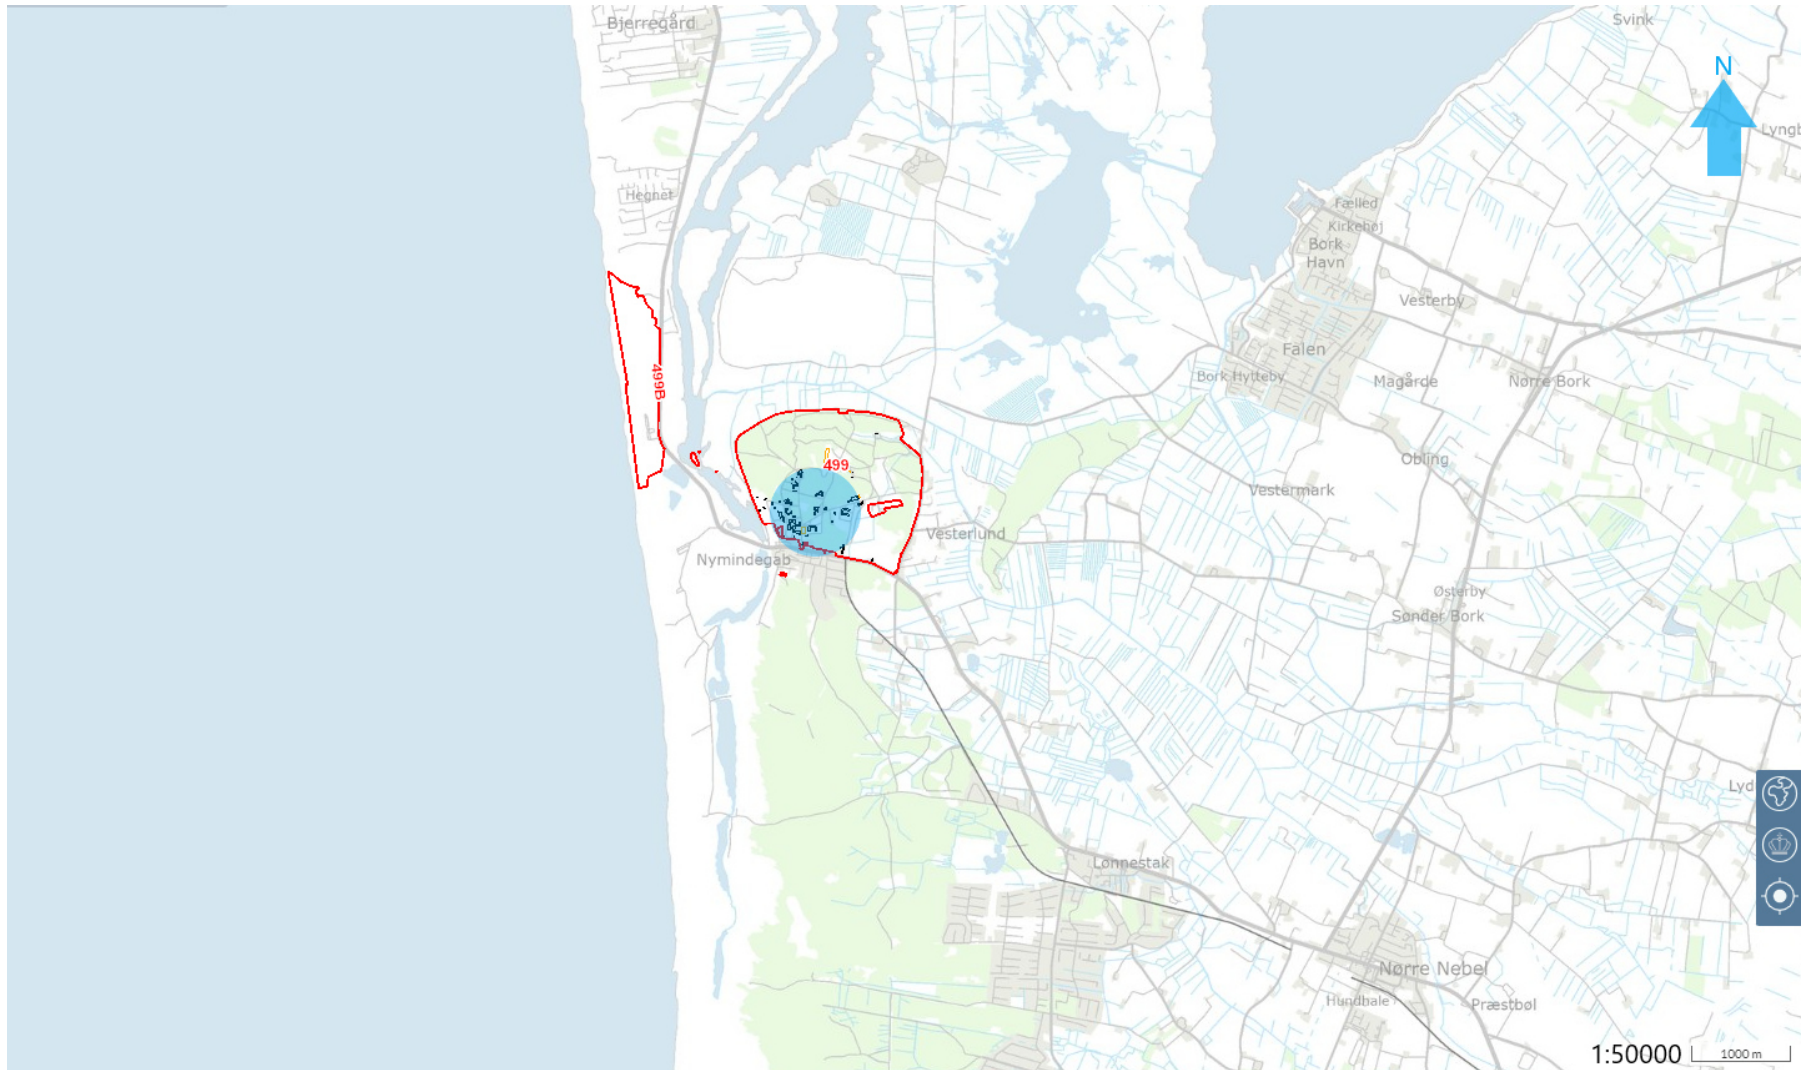 Bjerregård
Svink
N
Lyngb
Hegnet
Fælled
Kirkehøj
Bork
Havn
Vesterby
Falen
499B
Bork Hytteby
Magårde
Nørre Bork
499
Obling
Vestermark
Vesterlund
Nymindegab
Østerby
Sønder Bork
Lyd
Lønnestak
Nørre Nebel
Hundhale
Præstbøl
1:50000
1000 m